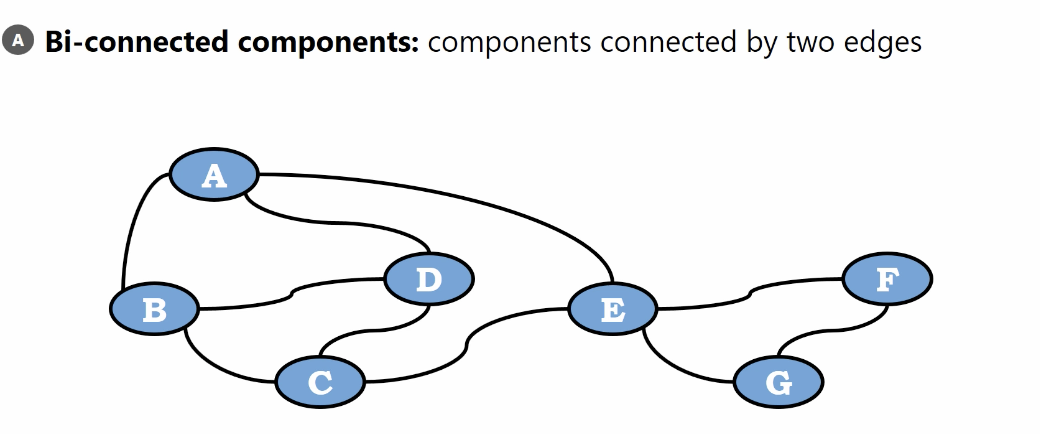 A Bi-connected components: components connected by two edges
A
D
F
B
E
C
G